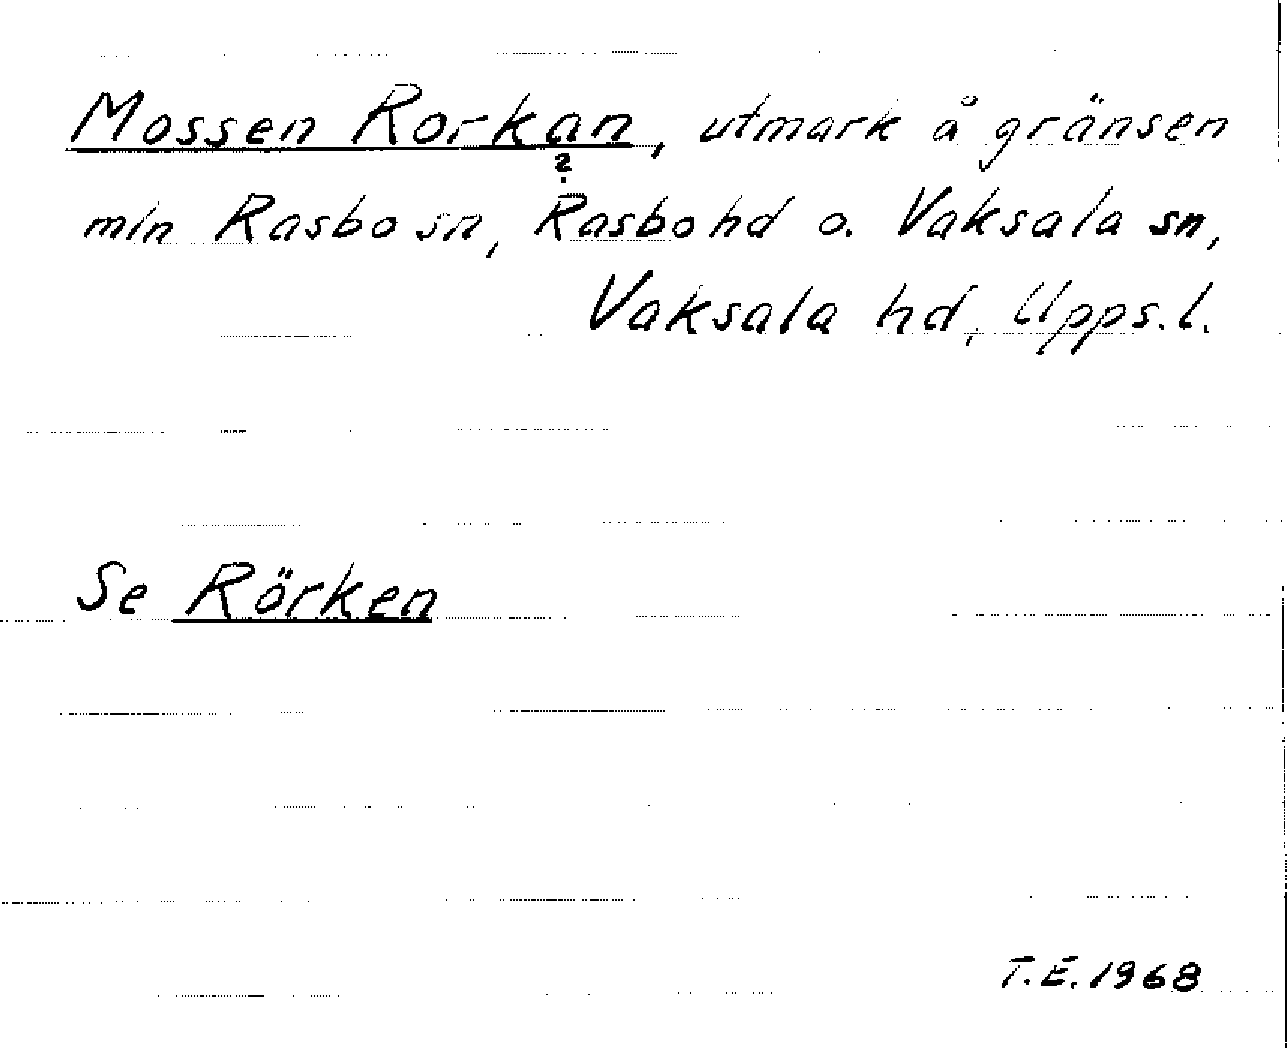 Mossen Rorkan, utmark å gränsen
?
mln Rasbo sn, Rasbo hd o. Vaksala sn,
Vaksala hd, Upps. l.
Se Rörken
T.E. 1968